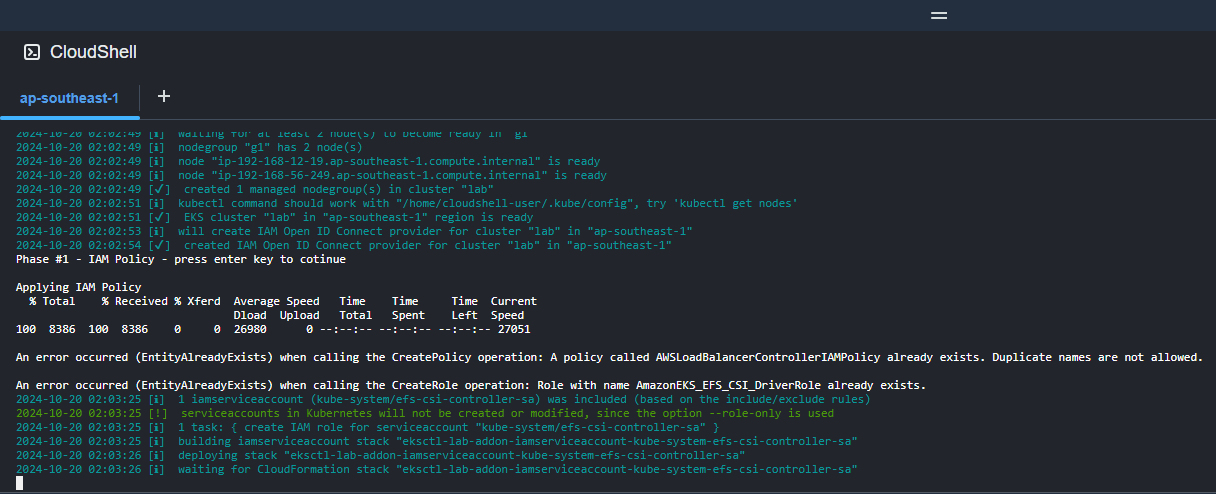 CloudShell
ap-southeast-1 +
2024-10-20 02:02:49 [ℹ]  waiting for at least 2 node(s) to become ready in "g1"
2024-10-20 02:02:49 [ℹ]  nodegroup "g1" has 2 node(s)
2024-10-20 02:02:49 [ℹ]  node "ip-192-168-12-19.ap-southeast-1.compute.internal" is ready
2024-10-20 02:02:49 [ℹ]  node "ip-192-168-56-249.ap-southeast-1.compute.internal" is ready
2024-10-20 02:02:49 [✓]  created 1 managed nodegroup(s) in cluster "lab"
2024-10-20 02:02:51 [ℹ]  kubectl command should work with "/home/cloudshell-user/.kube/config", try 'kubectl get nodes'
2024-10-20 02:02:51 [✓]  EKS cluster "lab" in "ap-southeast-1" region is ready
2024-10-20 02:02:53 [ℹ]  will create IAM Open ID Connect provider for cluster "lab" in "ap-southeast-1"
2024-10-20 02:02:54 [✓]  created IAM Open ID Connect provider for cluster "lab" in "ap-southeast-1"
Phase #1 - IAM Policy - press enter key to cotinue
Applying IAM Policy
  % Total    % Received % Xferd  Average Speed   Time    Time     Time  Current
                                 Dload  Upload   Total   Spent    Left  Speed
100  8386  100  8386    0     0  26980      0 --:--:-- --:--:-- --:--:-- 27051
An error occurred (EntityAlreadyExists) when calling the CreatePolicy operation: A policy called AWSLoadBalancerControllerIAMPolicy already exists. Duplicate names are not allowed.
An error occurred (EntityAlreadyExists) when calling the CreateRole operation: Role with name AmazonEKS_EFS_CSI_DriverRole already exists.
2024-10-20 02:03:25 [ℹ]  1 iamserviceaccount (kube-system/efs-csi-controller-sa) was included (based on the include/exclude rules)
2024-10-20 02:03:25 [!]  serviceaccounts in Kubernetes will not be created or modified, since the option --role-only is used
2024-10-20 02:03:25 [ℹ]  1 task: { create IAM role for serviceaccount "kube-system/efs-csi-controller-sa" }
2024-10-20 02:03:25 [ℹ]  building iamserviceaccount stack "eksctl-lab-addon-iamserviceaccount-kube-system-efs-csi-controller-sa"
2024-10-20 02:03:26 [ℹ]  deploying stack "eksctl-lab-addon-iamserviceaccount-kube-system-efs-csi-controller-sa"
2024-10-20 02:03:26 [ℹ]  waiting for CloudFormation stack "eksctl-lab-addon-iamserviceaccount-kube-system-efs-csi-controller-sa"